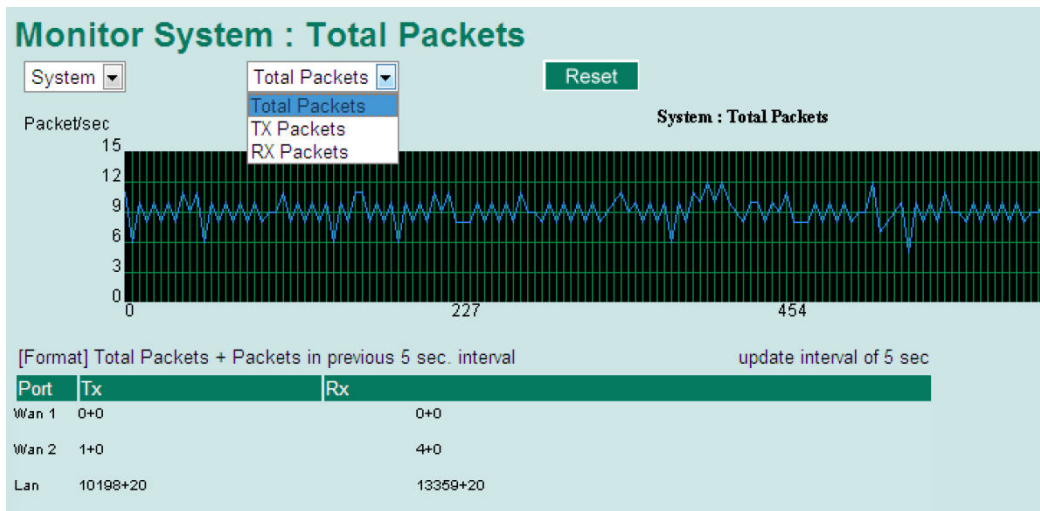 Monitor System : Total Packets
System
Total Packets
Reset
Total Packets
TX Packets
RX Packets
Packet/sec
System : Total Packets
15
12
9
6
3
0
0 227 454
[Format] Total Packets + Packets in previous 5 sec. interval update interval of 5 sec
Port Tx Rx
Wan 1 0+0 0+0
Wan 2 1+0 4+0
Lan 10198+20 13359+20